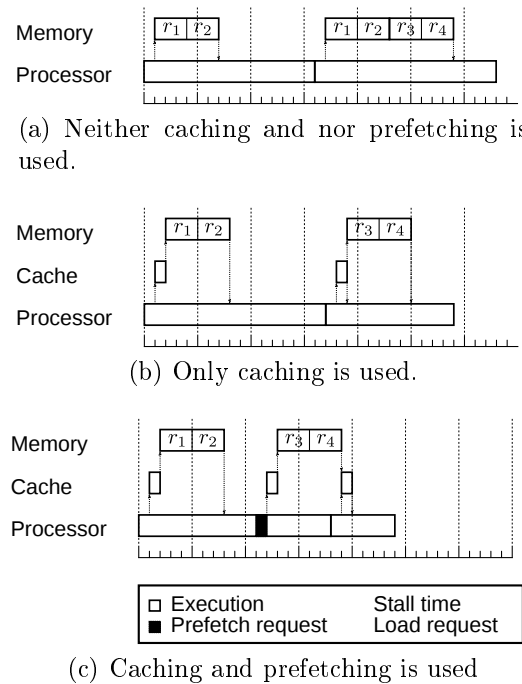 Memory r1 r2 r1 r2 r3 r4
Processor
(a) Neither caching and nor prefetching is
used.
Memory r1 r2 r3 r4
Cache
Processor
(b) Only caching is used.
Memory r1 r2 r3 r4
Cache
Processor
Execution Stall time
Prefetch request Load request
(c) Caching and prefetching is used